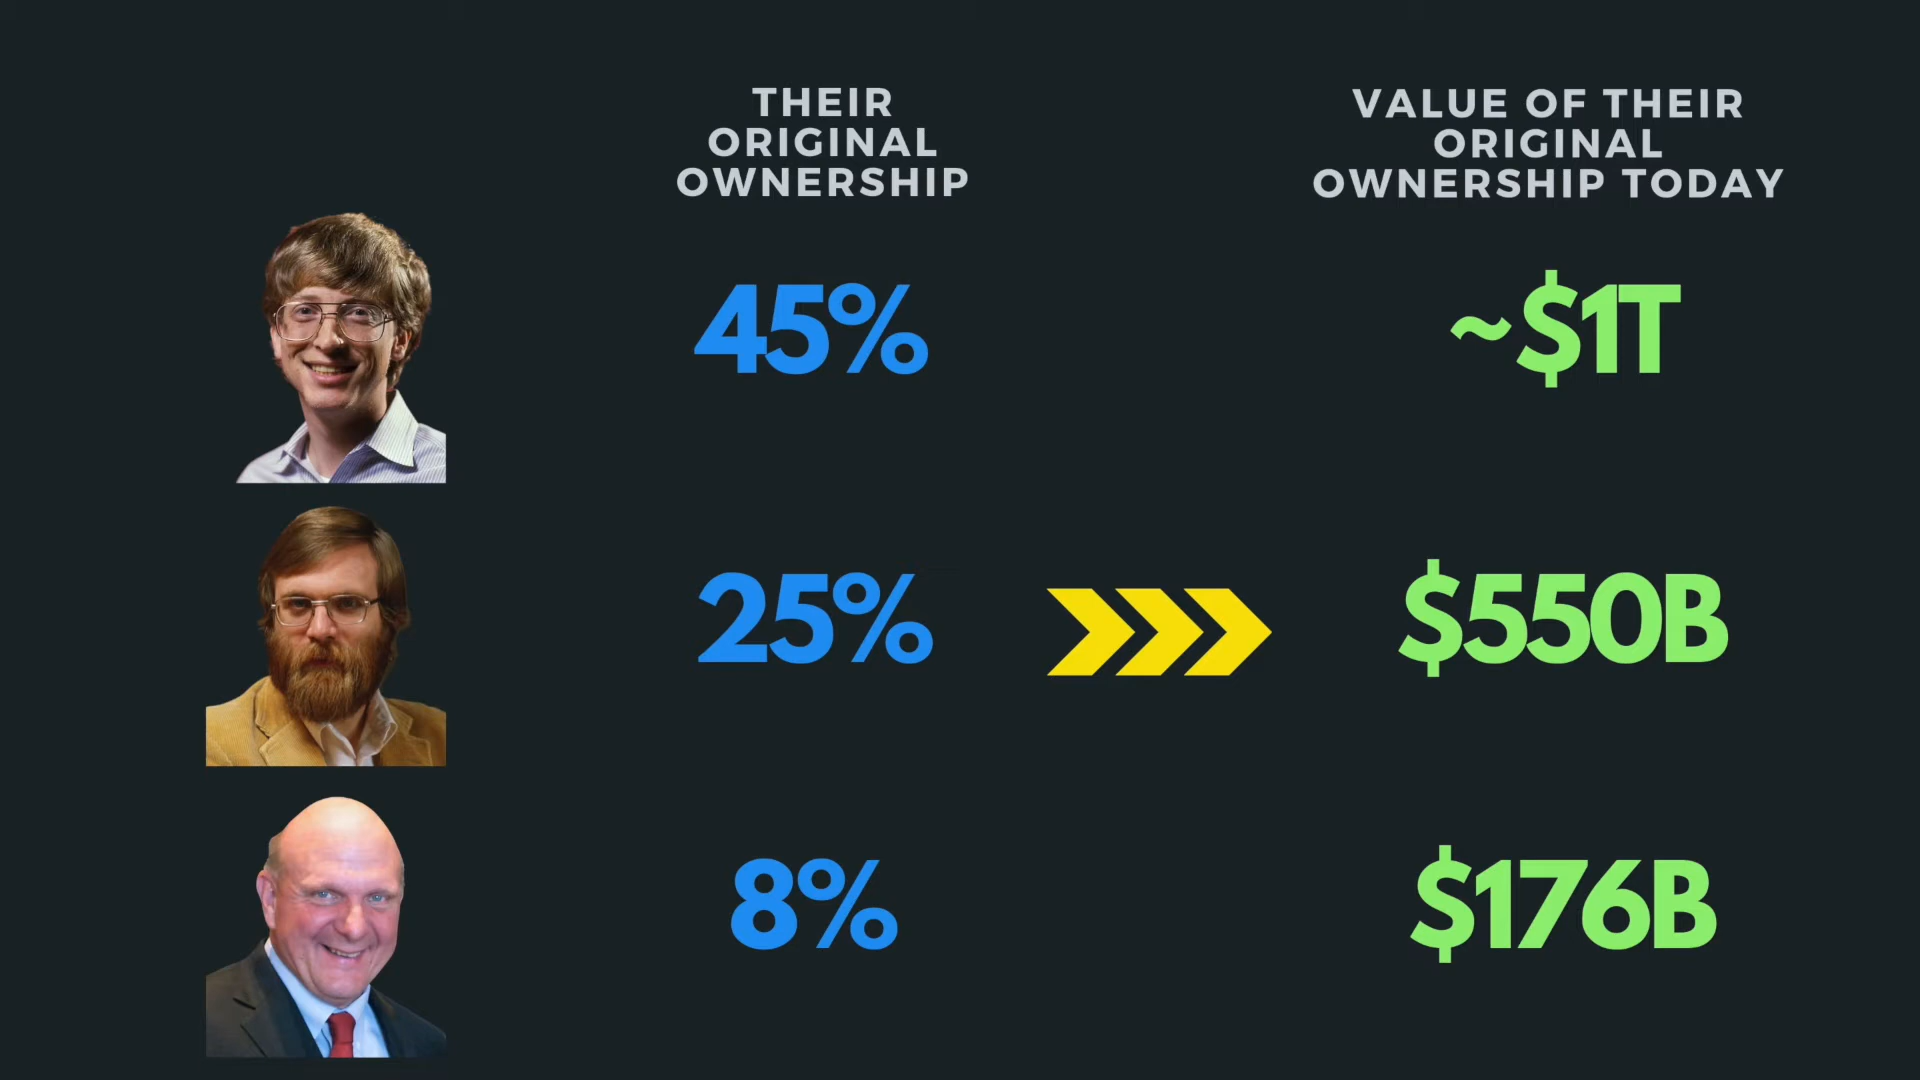 THEIR
ORIGINAL
OWNERSHIP
VALUE OF THEIR
ORIGINAL
OWNERSHIP TODAY
45%
~$1T
25%
$550B
8%
$176B